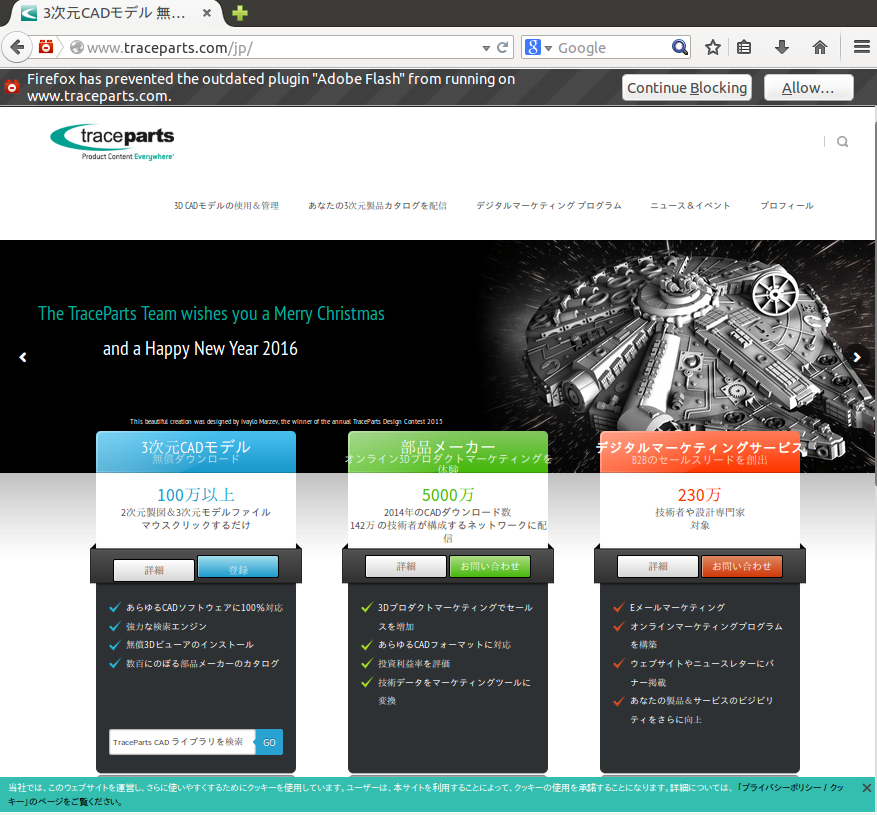 3次元CADモデル 無...
www.traceparts.com/jp/
Google
Firefox has prevented the outdated plugin "Adobe Flash" from running on
www.traceparts.com.
Continue Blocking
Allow...
traceparts
Product Content Everywhere
3D CADモデルの使用＆管理
あなたの3次元製品カタログを配信
デジタルマーケティング プログラム
ニュース＆イベント
プロフィール
The TraceParts Team wishes you a Merry Christmas
and a Happy New Year 2016
This beautiful creation was designed by Ivaylo Marzev, the winner of the annual TraceParts Design Contest 2015
3次元CADモデル
無償ダウンロード
100万以上
2次元製図＆3次元モデルファイル
マウスクリックするだけ
詳細
登録
あらゆるCADソフトウェアに100%対応
強力な検索エンジン
無償3Dビューアのインストール
数百にのぼる部品メーカーのカタログ
TraceParts CAD ライブラリを検索
GO
部品メーカー
オンライン3Dプロダクトマーケティングを
体験
5000万
2014年のCADダウンロード数
142万 の技術者が構成するネットワークに配
信
詳細
お問い合わせ
3Dプロダクトマーケティングでセール
スを増加
あらゆるCADフォーマットに対応
投資利益率を評価
技術データをマーケティングツールに
変換
デジタルマーケティングサービス
B2Bのセールスリードを創出
230万
技術者や設計専門家
対象
詳細
お問い合わせ
Eメールマーケティング
オンラインマーケティングプログラム
を構築
ウェブサイトやニュースレターにバ
ナー掲載
あなたの製品＆サービスのビジビリ
ティをさらに向上
当社では、このウェブサイトを運営し、さらに使いやすくするためにクッキーを使用しています。ユーザーは、本サイトを利用することによって、クッキーの使用を承諾することになります。詳細については、「プライバシーポリシー / クッ
キー」のページをご覧ください。